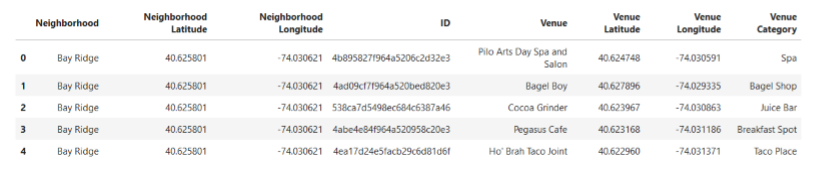 Neighborhood Neighborhood Latitude Neighborhood Longitude ID Venue Venue Latitude Venue Longitude Venue Category
0 Bay Ridge 40.625801 -74.030621 4b895827f964a5206c2d32e3 Pilo Arts Day Spa and Salon 40.624748 -74.030591 Spa
1 Bay Ridge 40.625801 -74.030621 4ad09cf7f964a520bed820e3 Bagel Boy 40.627896 -74.029335 Bagel Shop
2 Bay Ridge 40.625801 -74.030621 538ca7d5498ec684c6387a46 Cocoa Grinder 40.623967 -74.030863 Juice Bar
3 Bay Ridge 40.625801 -74.030621 4abe4e84f964a520958c20e3 Pegasus Cafe 40.623168 -74.031186 Breakfast Spot
4 Bay Ridge 40.625801 -74.030621 4ea17d24e5facb29c6d81d6f Ho' Brah Taco Joint 40.622960 -74.031371 Taco Place